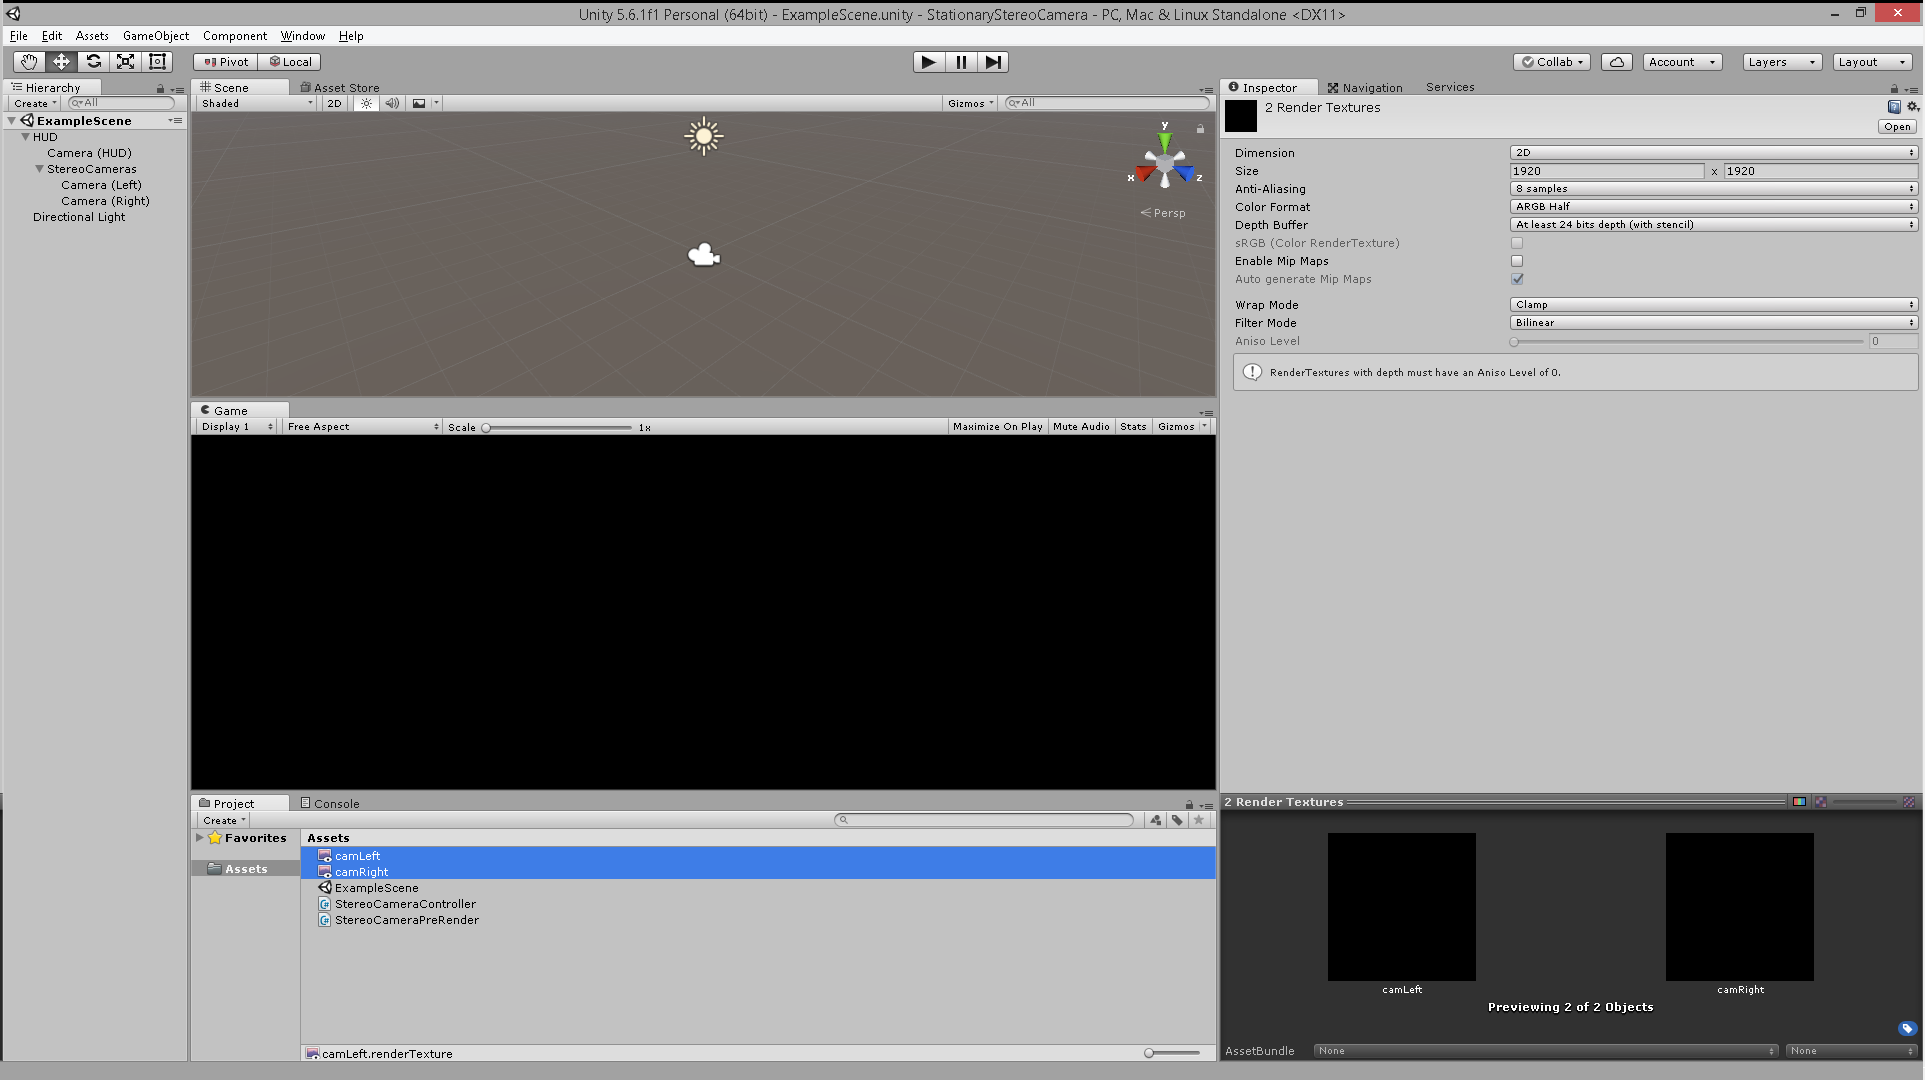 Unity 5.6.1f1 Personal (64bit) - ExampleScene.unity - StationaryStereoCamera - PC, Mac & Linux Standalone <DX11>
File Edit Assets GameObject Component Window Help
Pivot Local
Collab Account Layers Layout
Hierarchy
Create All
ExampleScene
HUD
Camera (HUD)
StereoCameras
Camera (Left)
Camera (Right)
Directional Light
Scene Asset Store
Shaded 2D Gizmos All
y
x z
Persp
Game
Display 1 Free Aspect Scale 1x Maximize On Play Mute Audio Stats Gizmos
Project Console
Create
Favorites
Assets
Assets
camLeft
camRight
ExampleScene
StereoCameraController
StereoCameraPreRender
camLeft.renderTexture
Inspector Navigation Services
2 Render Textures
Open
Dimension 2D
Size 1920 x 1920
Anti-Aliasing 8 samples
Color Format ARGB Half
Depth Buffer At least 24 bits depth (with stencil)
sRGB (Color RenderTexture)
Enable Mip Maps
Auto generate Mip Maps
Wrap Mode Clamp
Filter Mode Bilinear
Aniso Level 0
RenderTextures with depth must have an Aniso Level of 0.
2 Render Textures
camLeft camRight
Previewing 2 of 2 Objects
AssetBundle None None